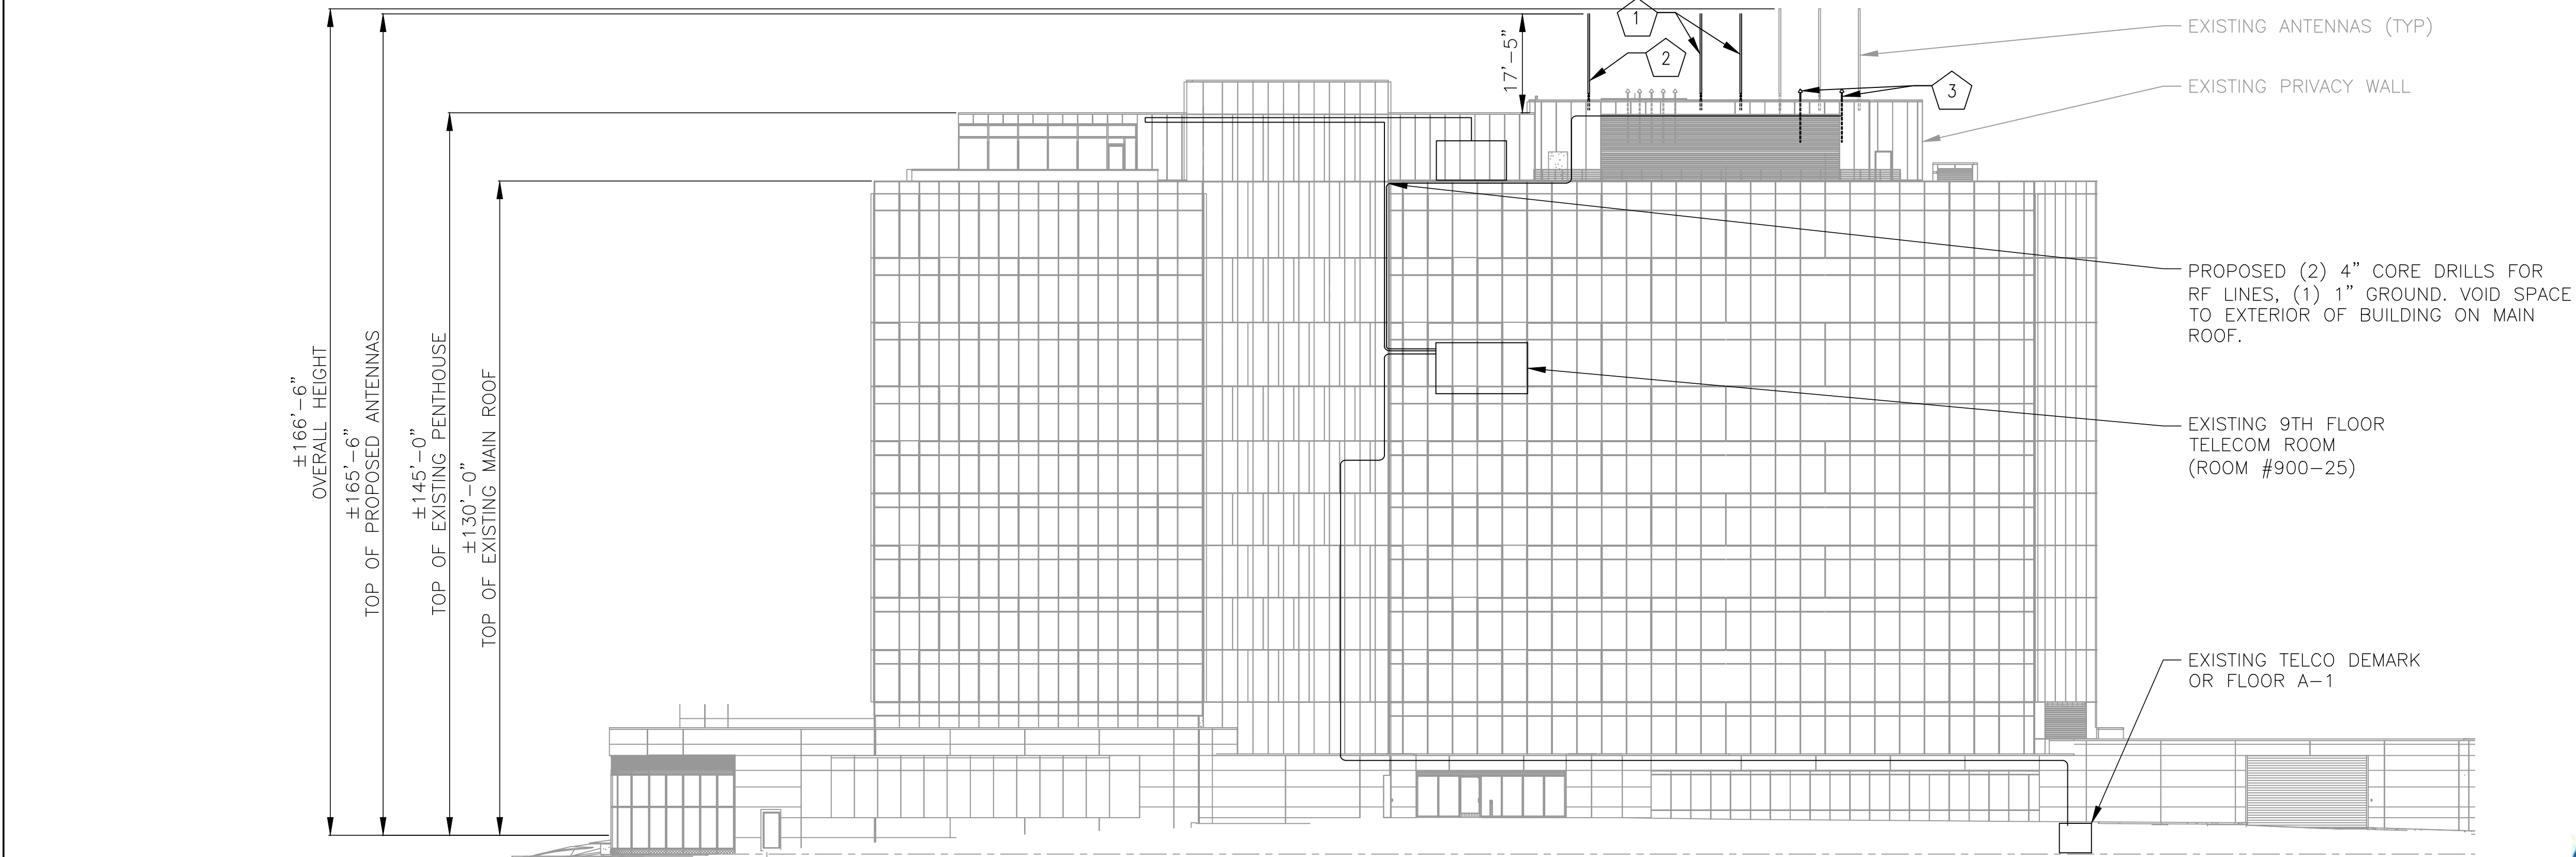 ±166'-6"
OVERALL HEIGHT
±165'-6"
TOP OF PROPOSED ANTENNAS
±145'-0"
TOP OF EXISTING PENTHOUSE
±130'-0"
TOP OF EXISTING MAIN ROOF
17'-5"
1
2
3
EXISTING ANTENNAS (TYP)
EXISTING PRIVACY WALL
PROPOSED (2) 4" CORE DRILLS FOR
RF LINES, (1) 1" GROUND. VOID SPACE
TO EXTERIOR OF BUILDING ON MAIN
ROOF.
EXISTING 9TH FLOOR
TELECOM ROOM
(ROOM #900-25)
EXISTING TELCO DEMARK
OR FLOOR A-1